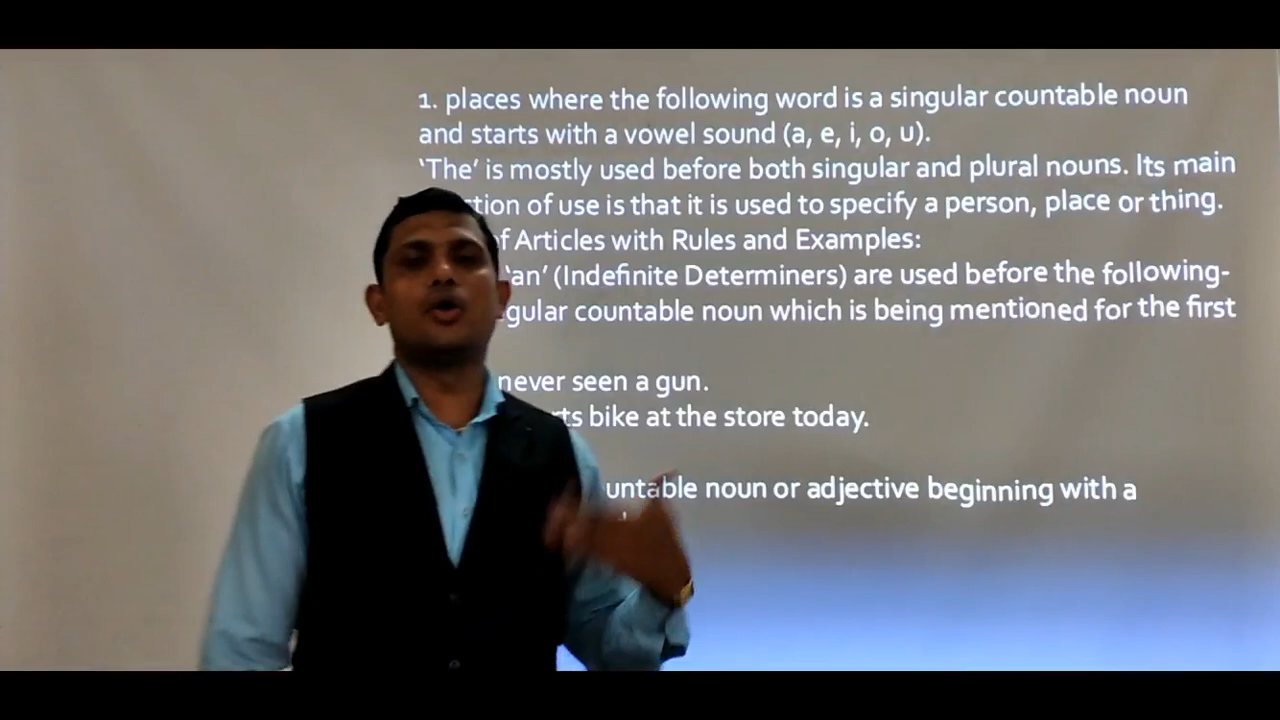 1. places where the following word is a singular countable noun
and starts with a vowel sound (a, e, i, o, u).
‘The’ is mostly used before both singular and plural nouns. Its main
of use is that it is used to specify a person, place or thing.
of Articles with Rules and Examples:
‘an’ (Indefinite Determiners) are used before the following-
countable noun which is being mentioned for the first
never seen a gun.
bike at the store today.
noun or adjective beginning with a